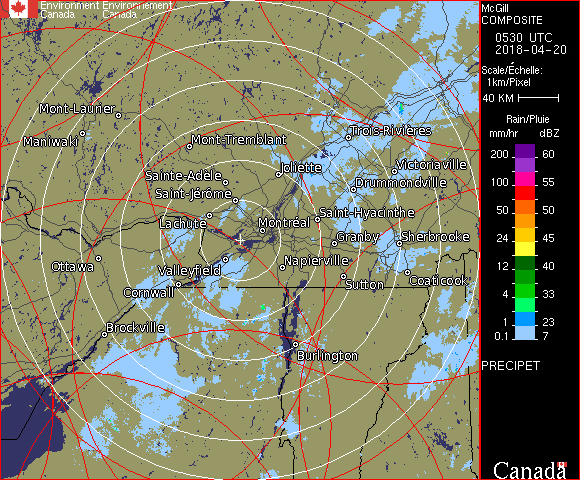 Environment Environnement
Canada Canada
McGill
COMPOSITE
0530 UTC
2018-04-20
Scale/Échelle:
1km/Pixel
40 KM
Rain/Pluie
mm/hr dBZ
200 60
100 55
50 50
24 45
12 40
4 35
1 30
0.1 7
PRECIPET
Canada
Mont-Laurier
Maniwaki
Mont-Tremblant
Trois-Rivières
Joliette
Victoriaville
Sainte-Adèle
Drummondville
Saint-Jérôme
Saint-Hyacinthe
Lachute
Montréal
Granby
Sherbrooke
Ottawa
Valleyfield
Napierville
Cornwall
Sutton
Coaticook
Brockville
Burlington